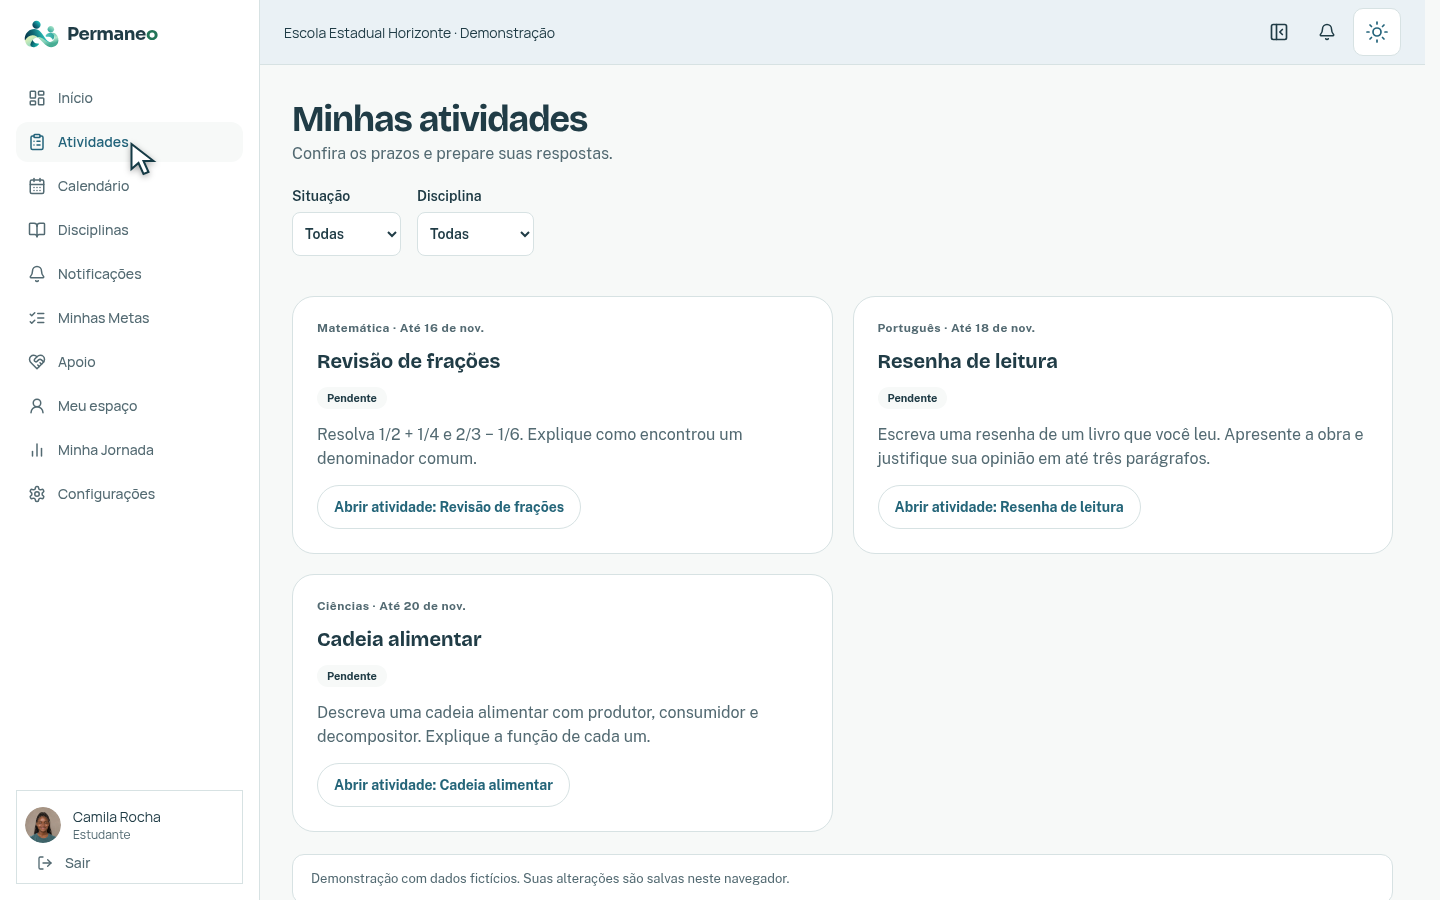 Permaneo
Início
Atividades
Calendário
Disciplinas
Notificações
Minhas Metas
Apoio
Meu espaço
Minha Jornada
Configurações
Camila Rocha
Estudante
Sair
Escola Estadual Horizonte · Demonstração
Minhas atividades
Confira os prazos e prepare suas respostas.
Situação
Disciplina
Todas
Todas
Matemática · Até 16 de nov.
Revisão de frações
Pendente
Resolva 1/2 + 1/4 e 2/3 − 1/6. Explique como encontrou um
denominador comum.
Abrir atividade: Revisão de frações
Português · Até 18 de nov.
Resenha de leitura
Pendente
Escreva uma resenha de um livro que você leu. Apresente a obra e
justifique sua opinião em até três parágrafos.
Abrir atividade: Resenha de leitura
Ciências · Até 20 de nov.
Cadeia alimentar
Pendente
Descreva uma cadeia alimentar com produtor, consumidor e
decompositor. Explique a função de cada um.
Abrir atividade: Cadeia alimentar
Demonstração com dados fictícios. Suas alterações são salvas neste navegador.